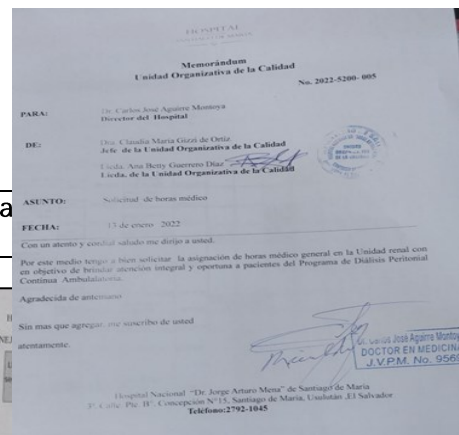 HOSPITAL
Memorándum
Unidad Organizativa de la Calidad
No. 2022-5200- 005
PARA:
Dr. Carlos José Aguirre Montoya
Director del Hospital
DE:
Dra. Claudia María Gizzi de Ortiz
Jefe de la Unidad Organizativa de la Calidad
Licda. Ana Betty Guerrero Díaz
Licda. de la Unidad Organizativa de la Calidad
ASUNTO:
Solicitud de horas médico
FECHA:
13 de enero 2022
Con un atento y cordial saludo me dirijo a usted.
Por este medio tengo a bien solicitar la asignación de horas médico general en la Unidad renal con
en objetivo de brindar atención integral y oportuna a pacientes del Programa de Diálisis Peritonial
Continua Ambulatoria.
Agradecida de antemano
Sin mas que agregar, me suscribo de usted
atentamente.
Dr. Carlos José Aguirre Montoya
DOCTOR EN MEDICINA
J.V.P.M. No. 9569
Hospital Nacional "Dr. Jorge Arturo Mena" de Santiago de María
3ª. Calle. Pte. Bº. Concepción Nº15, Santiago de María, Usulután ,El Salvador
Teléfono:2792-1045